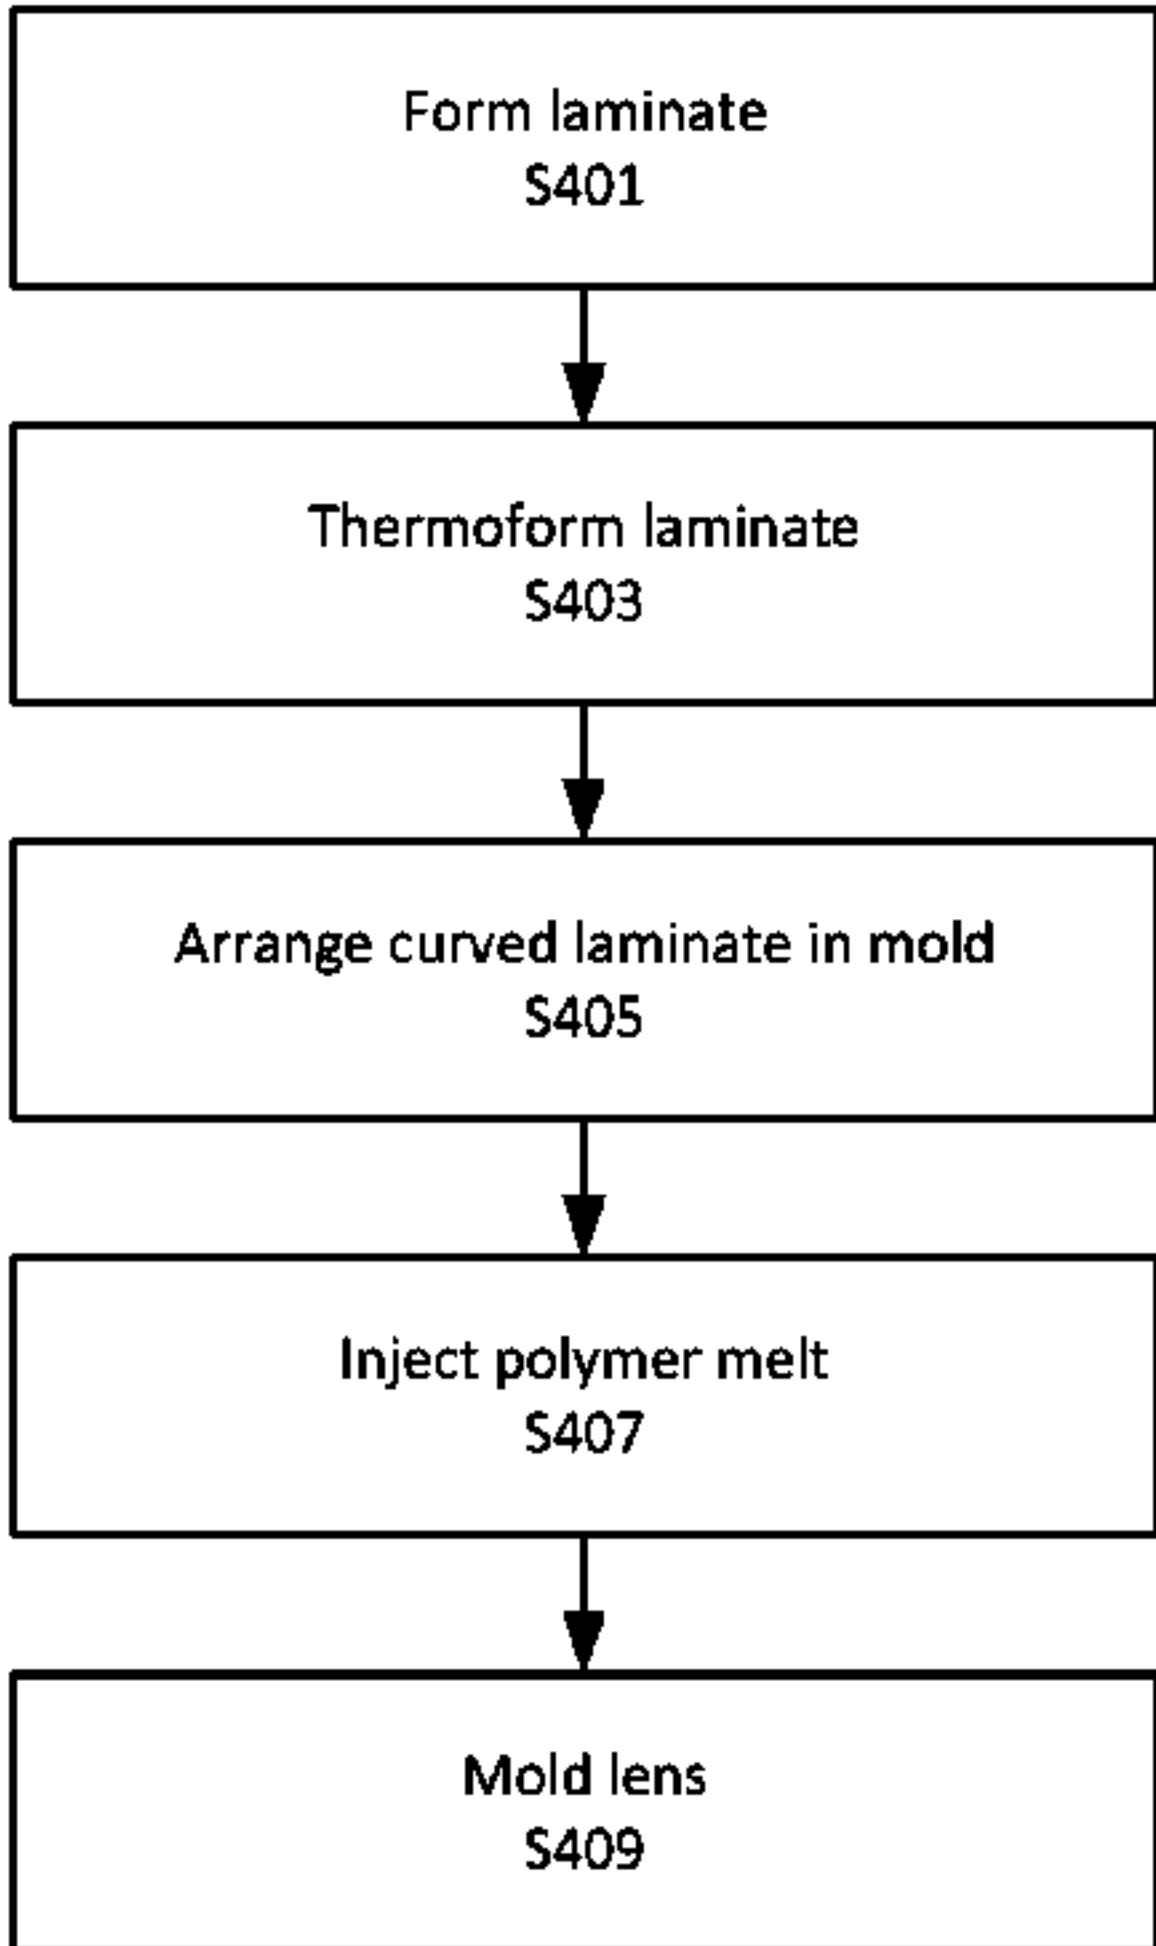 Form laminate
S401
Thermoform laminate
S403
Arrange curved laminate in mold
S405
Inject polymer melt
S407
Mold lens
S409